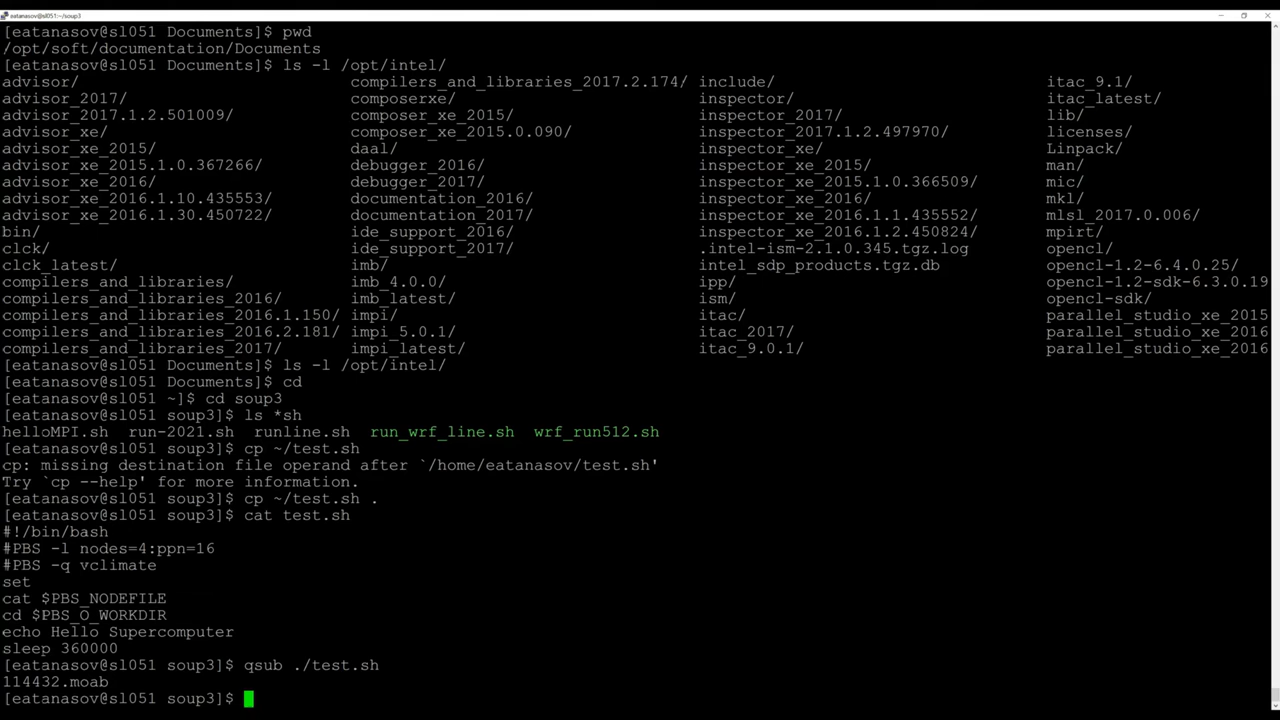 eatanasov@sl051:~/soup3
[eatanasov@sl051 Documents]$ pwd
/opt/soft/documentation/Documents
[eatanasov@sl051 Documents]$ ls -l /opt/intel/
advisor/ compilers_and_libraries_2017.2.174/ include/ itac_9.1/
advisor_2017/ composerxe/ inspector/ itac_latest/
advisor_2017.1.2.501009/ composer_xe_2015/ inspector_2017/ lib/
advisor_xe/ composer_xe_2015.0.090/ inspector_2017.1.2.497970/ licenses/
advisor_xe_2015/ daal/ inspector_xe/ Linpack/
advisor_xe_2015.1.0.367266/ debugger_2016/ inspector_xe_2015/ man/
advisor_xe_2016/ debugger_2017/ inspector_xe_2015.1.0.366509/ mic/
advisor_xe_2016.1.10.435553/ documentation_2016/ inspector_xe_2016/ mkl/
advisor_xe_2016.1.30.450722/ documentation_2017/ inspector_xe_2016.1.1.435552/ mlsl_2017.0.006/
bin/ ide_support_2016/ inspector_xe_2016.1.2.450824/ mpirt/
clck/ ide_support_2017/ .intel-ism-2.1.0.345.tgz.log opencl/
clck_latest/ imb/ intel_sdp_products.tgz.db opencl-1.2-6.4.0.25/
compilers_and_libraries/ imb_4.0.0/ ipp/ opencl-1.2-sdk-6.3.0.19
compilers_and_libraries_2016/ imb_latest/ ism/ opencl-sdk/
compilers_and_libraries_2016.1.150/ impi/ itac/ parallel_studio_xe_2015
compilers_and_libraries_2016.2.181/ impi_5.0.1/ itac_2017/ parallel_studio_xe_2016
compilers_and_libraries_2017/ impi_latest/ itac_9.0.1/ parallel_studio_xe_2016
[eatanasov@sl051 Documents]$ ls -l /opt/intel/
[eatanasov@sl051 Documents]$ cd
[eatanasov@sl051 ~]$ cd soup3
[eatanasov@sl051 soup3]$ ls *sh
helloMPI.sh run-2021.sh runline.sh run_wrf_line.sh wrf_run512.sh
[eatanasov@sl051 soup3]$ cp ~/test.sh
cp: missing destination file operand after `/home/eatanasov/test.sh'
Try `cp --help' for more information.
[eatanasov@sl051 soup3]$ cp ~/test.sh .
[eatanasov@sl051 soup3]$ cat test.sh
#!/bin/bash
#PBS -l nodes=4:ppn=16
#PBS -q vclimate
set
cat $PBS_NODEFILE
cd $PBS_O_WORKDIR
echo Hello Supercomputer
sleep 360000
[eatanasov@sl051 soup3]$ qsub ./test.sh
114432.moab
[eatanasov@sl051 soup3]$